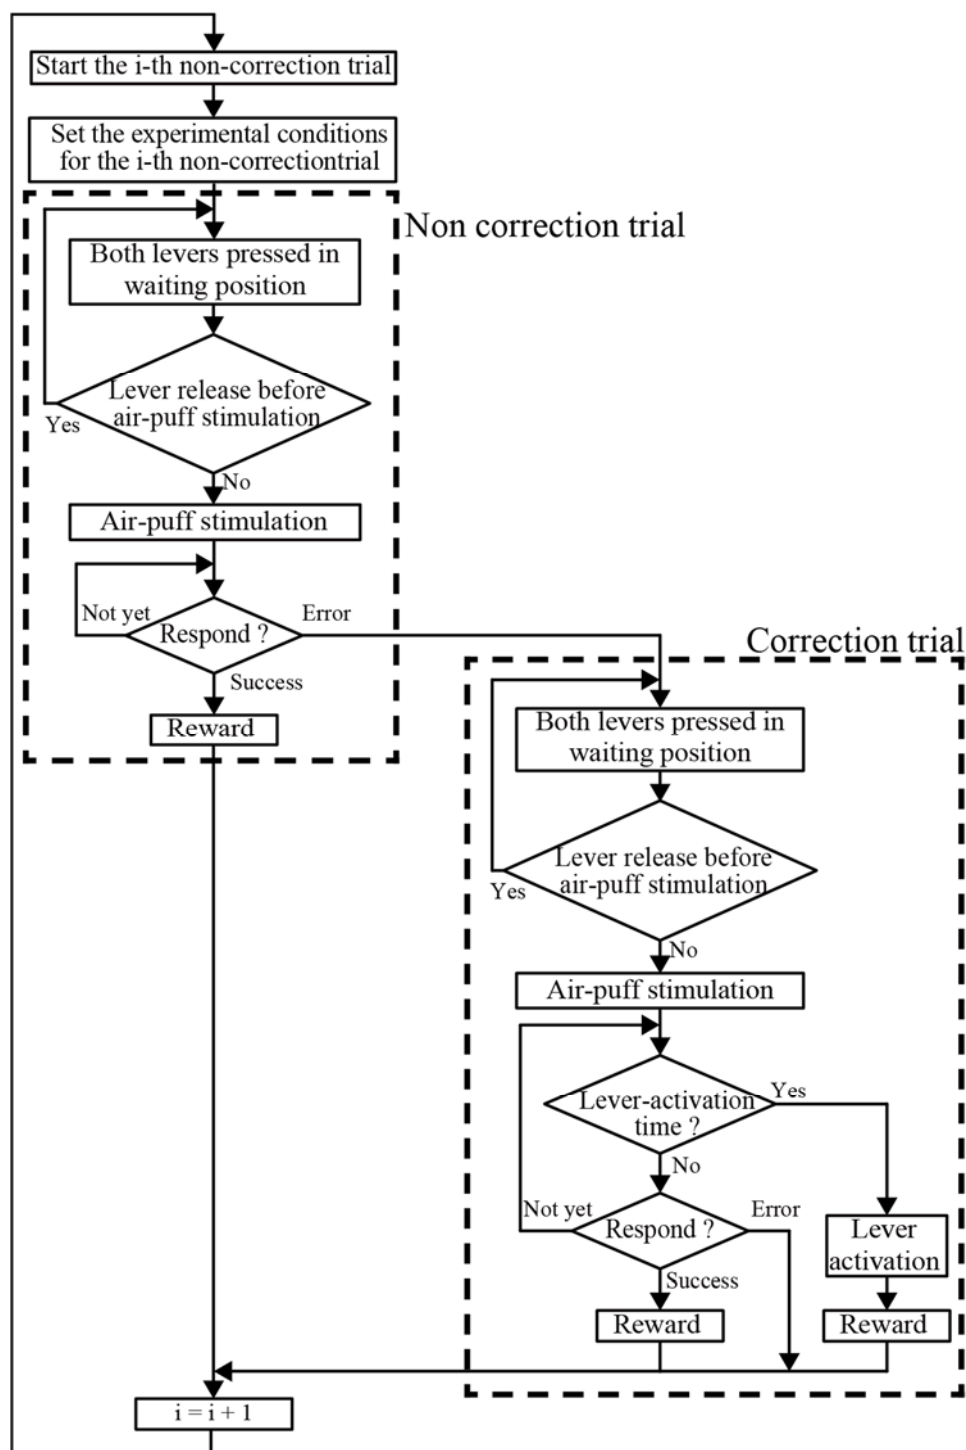 Start the i-th non-correction trial
Set the experimental conditions
for the i-th non-correctiontrial
Non correction trial
Both levers pressed in
waiting position
Lever release before
air-puff stimulation
Yes
No
Air-puff stimulation
Not yet
Error
Respond ?
Success
Reward
Correction trial
Both levers pressed in
waiting position
Lever release before
air-puff stimulation
Yes
No
Air-puff stimulation
Lever-activation
time ?
Yes
No
Not yet
Error
Respond ?
Success
Lever
activation
Reward
Reward
i = i + 1